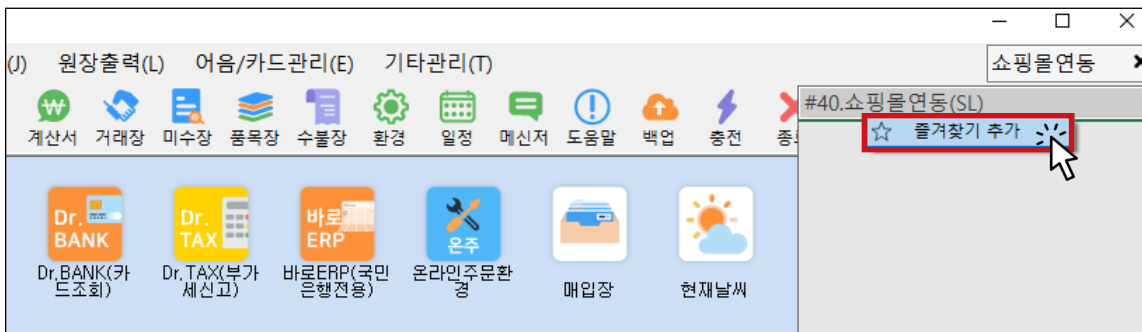 (J) 원장출력(L) 어음/카드관리(E) 기타관리(T)
쇼핑몰연동
계산서 거래장 미수장 품목장 수불장 환경 일정 메신저 도움말 백업 충전
#40.쇼핑몰연동(SL)
즐겨찾기 추가
Dr.
BANK
Dr.
TAX
바로
ERP
온주
Dr.BANK(카
드조회)
Dr.TAX(부가
세신고)
바로ERP(국민
은행전용)
온라인주문환
경
매입장
현재날씨